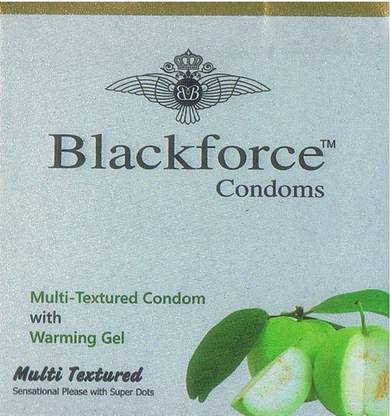 Blackforce™
Condoms
Multi-Textured Condom
with
Warming Gel
Multi Textured
Sensational Please with Super Dots